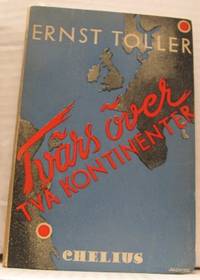 ERNST TOLLER
Tvärs över
TVÅ KONTINENTER
CHELIUS